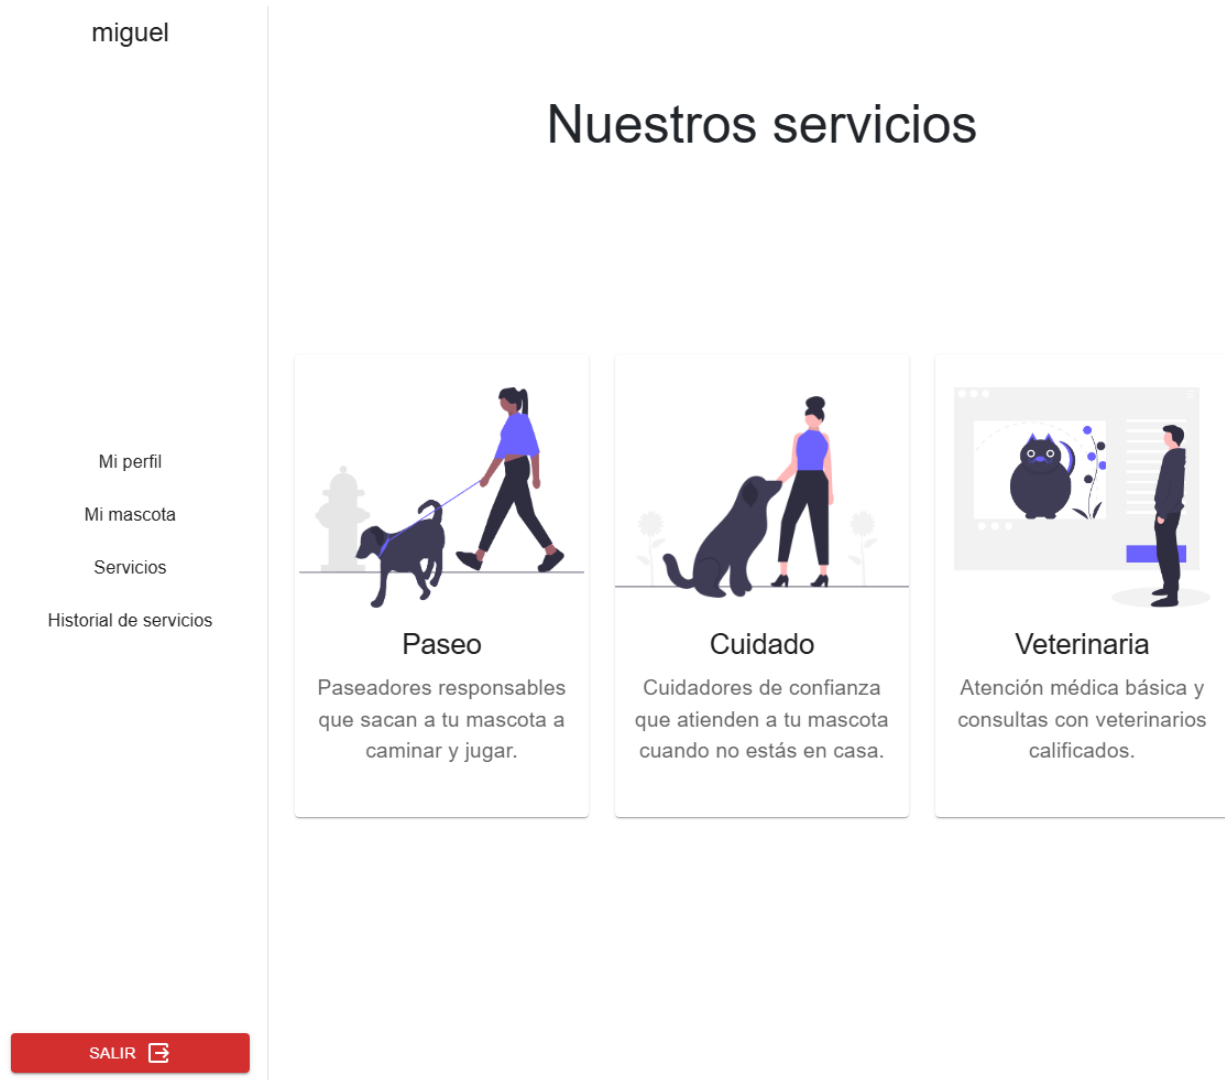 miguel
Nuestros servicios
Mi perfil
Mi mascota
Servicios
Historial de servicios
Paseo
Paseadores responsables
que sacan a tu mascota a
caminar y jugar.
Cuidado
Cuidadores de confianza
que atienden a tu mascota
cuando no estás en casa.
Veterinaria
Atención médica básica y
consultas con veterinarios
calificados.
SALIR